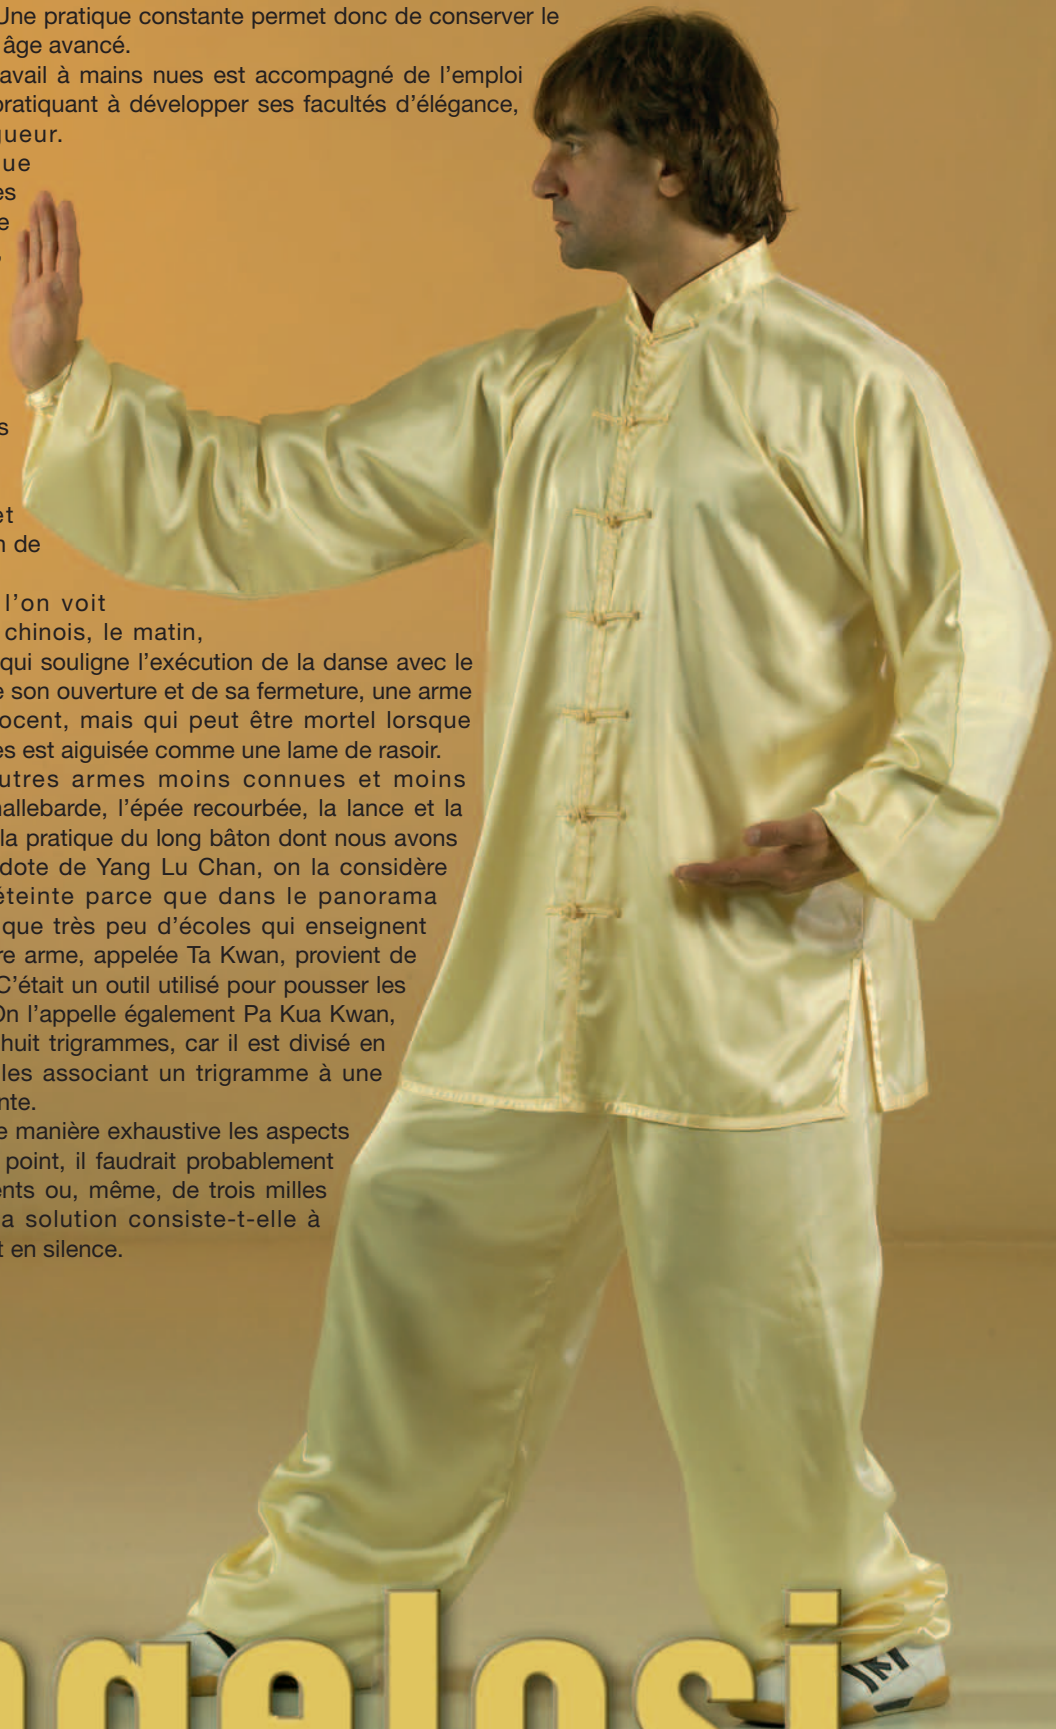 Une pratique constante permet donc de conserver le
âge avancé.
avail à mains nues est accompagné de l'emploi
pratiquant à développer ses facultés d'élégance,
gueur.
ue
es
e
s
et
n de
l'on voit
chinois, le matin,
qui souligne l'exécution de la danse avec le
e son ouverture et de sa fermeture, une arme
ocent, mais qui peut être mortel lorsque
es est aiguisée comme une lame de rasoir.
utres armes moins connues et moins
hallebarde, l'épée recourbée, la lance et la
la pratique du long bâton dont nous avons
dote de Yang Lu Chan, on la considère
éteinte parce que dans le panorama
que très peu d'écoles qui enseignent
re arme, appelée Ta Kwan, provient de
C'était un outil utilisé pour pousser les
On l'appelle également Pa Kua Kwan,
huit trigrammes, car il est divisé en
les associant un trigramme à une
nte.
e manière exhaustive les aspects
point, il faudrait probablement
ents ou, même, de trois milles
a solution consiste-t-elle à
t en silence.
ngelosi